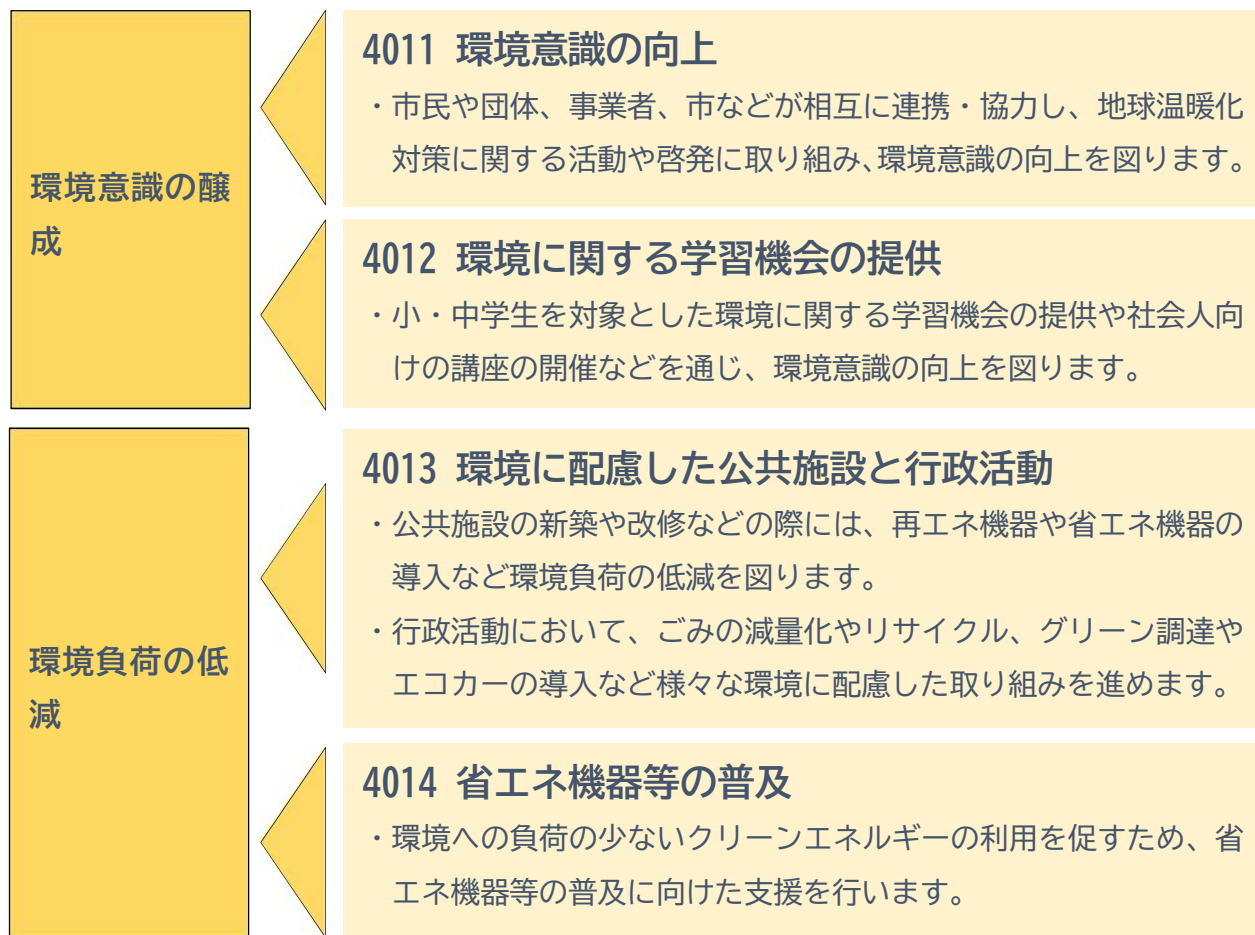 環境意識の醸
成
4011 環境意識の向上
・市民や団体、事業者、市などが相互に連携・協力し、地球温暖化
対策に関する活動や啓発に取り組み、環境意識の向上を図ります。
4012 環境に関する学習機会の提供
・小・中学生を対象とした環境に関する学習機会の提供や社会人向
けの講座の開催などを通じ、環境意識の向上を図ります。
環境負荷の低
減
4013 環境に配慮した公共施設と行政活動
・公共施設の新築や改修などの際には、再エネ機器や省エネ機器の
導入など環境負荷の低減を図ります。
・行政活動において、ごみの減量化やリサイクル、グリーン調達や
エコカーの導入など様々な環境に配慮した取り組みを進めます。
4014 省エネ機器等の普及
・環境への負荷の少ないクリーンエネルギーの利用を促すため、省
エネ機器等の普及に向けた支援を行います。